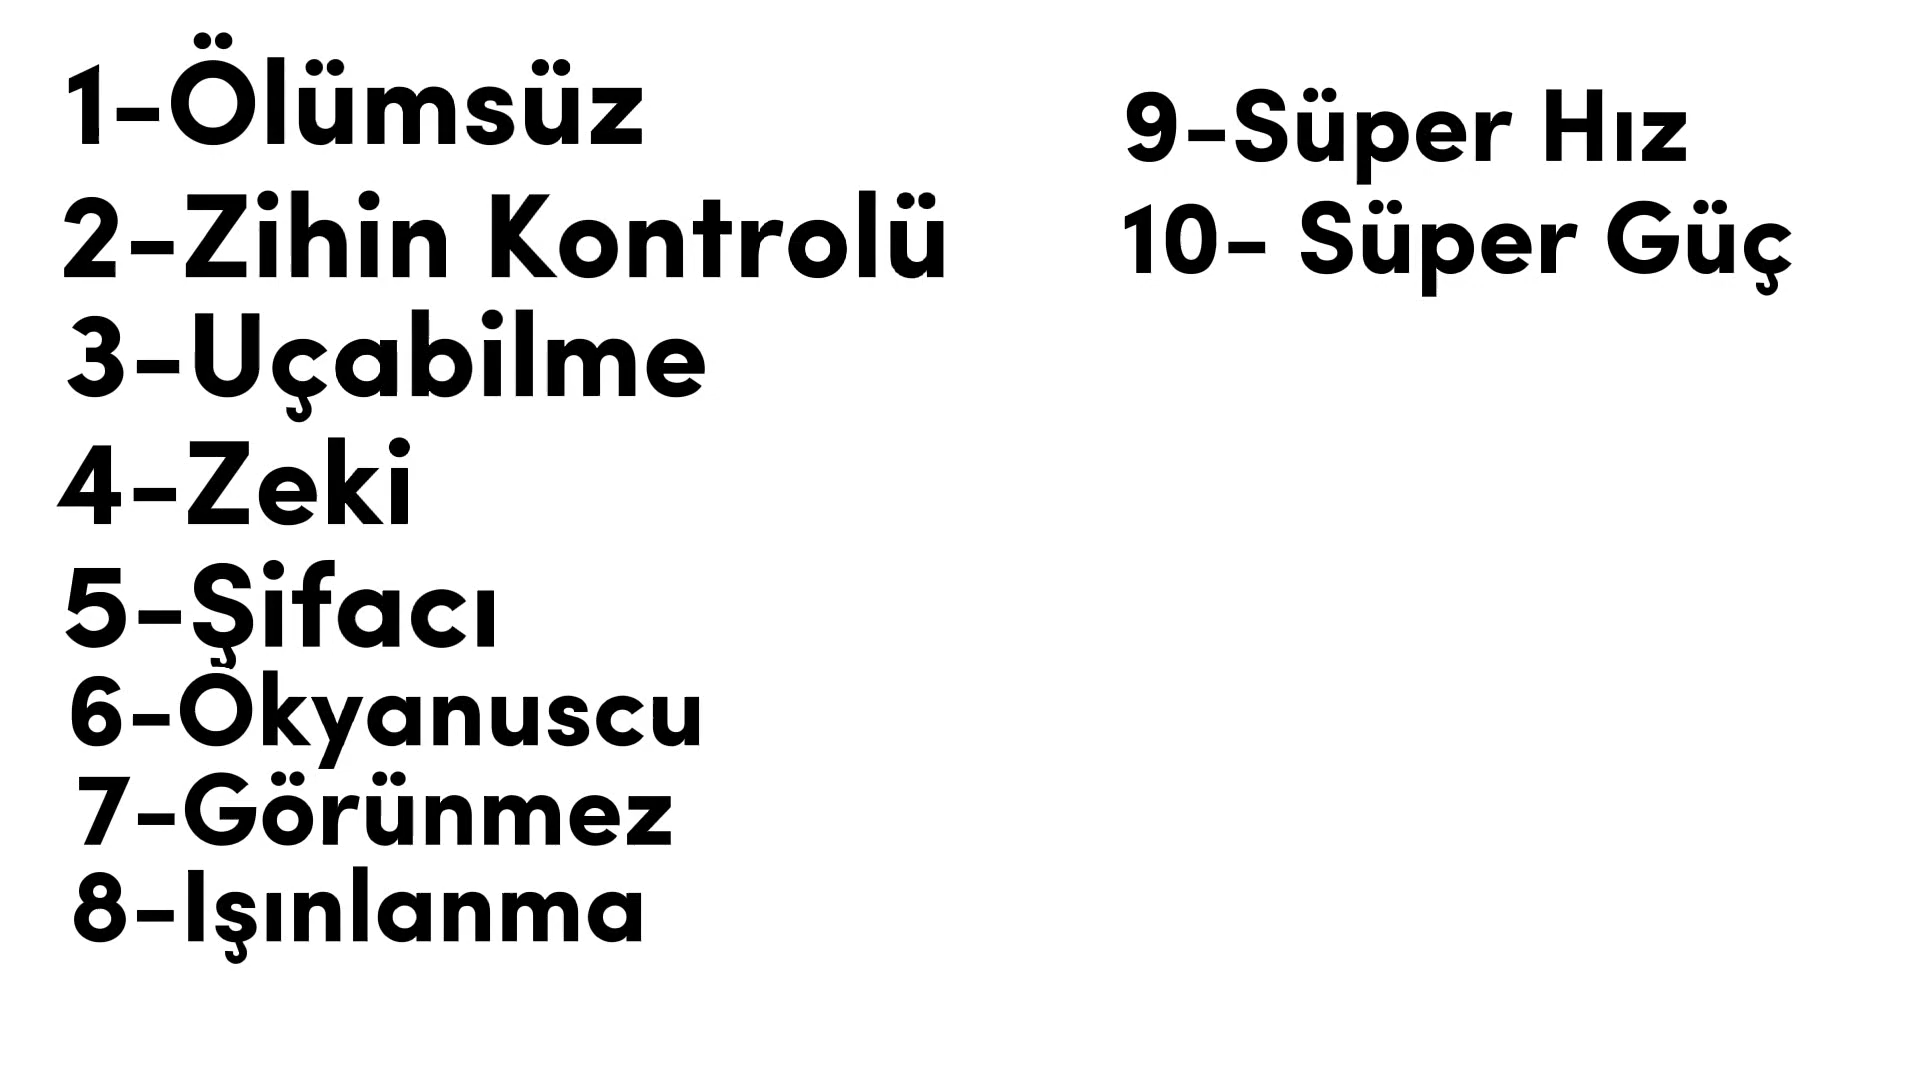 1-Ölümsüz
2-Zihin Kontrolü
3-Uçabilme
4-Zeki
5-Şifacı
6-Okyanuscu
7-Görünmez
8-Işınlanma
9-Süper Hız
10- Süper Güç